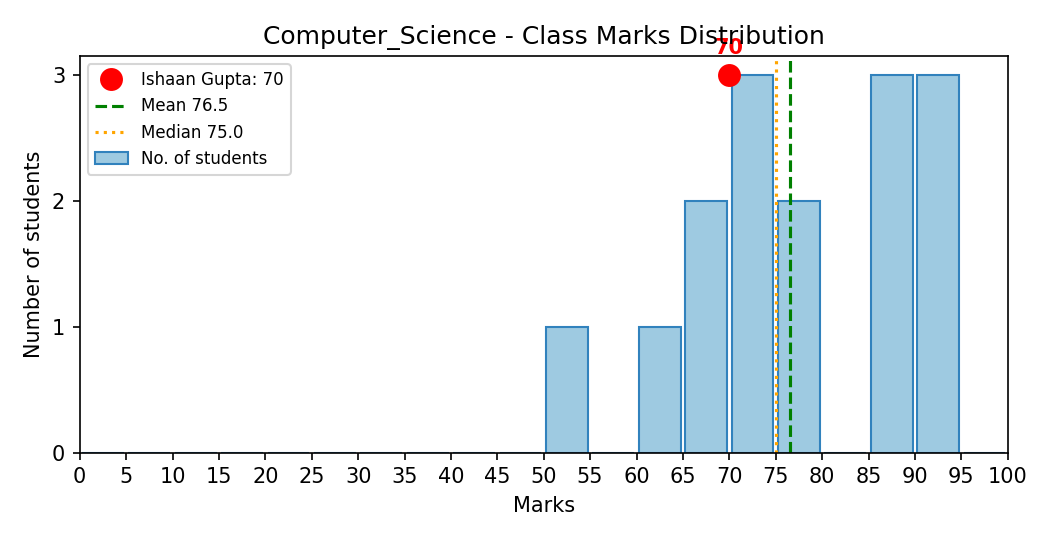 Computer_Science - Class Marks Distribution
70
Ishaan Gupta: 70
Mean 76.5
Median 75.0
No. of students
Number of students
3
2
1
0
0 5 10 15 20 25 30 35 40 45 50 55 60 65 70 75 80 85 90 95 100
Marks